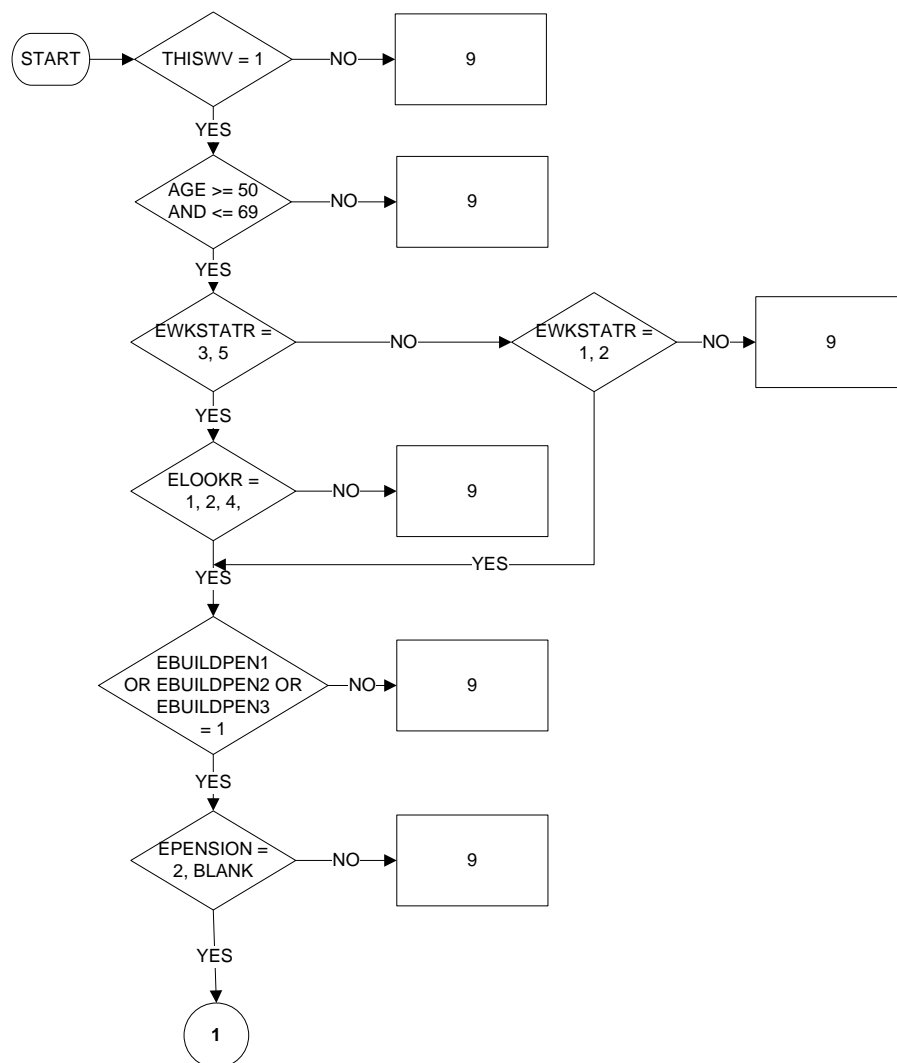 START
THISWV = 1
NO
9
YES
AGE >= 50
AND <= 69
NO
9
YES
EWKSTATR =
3, 5
NO
EWKSTATR =
1, 2
NO
9
YES
ELOOKR =
1, 2, 4,
NO
9
YES
YES
EBUILDPEN1
OR EBUILDPEN2 OR
EBUILDPEN3
= 1
NO
9
YES
EPENSION =
2, BLANK
NO
9
YES
1